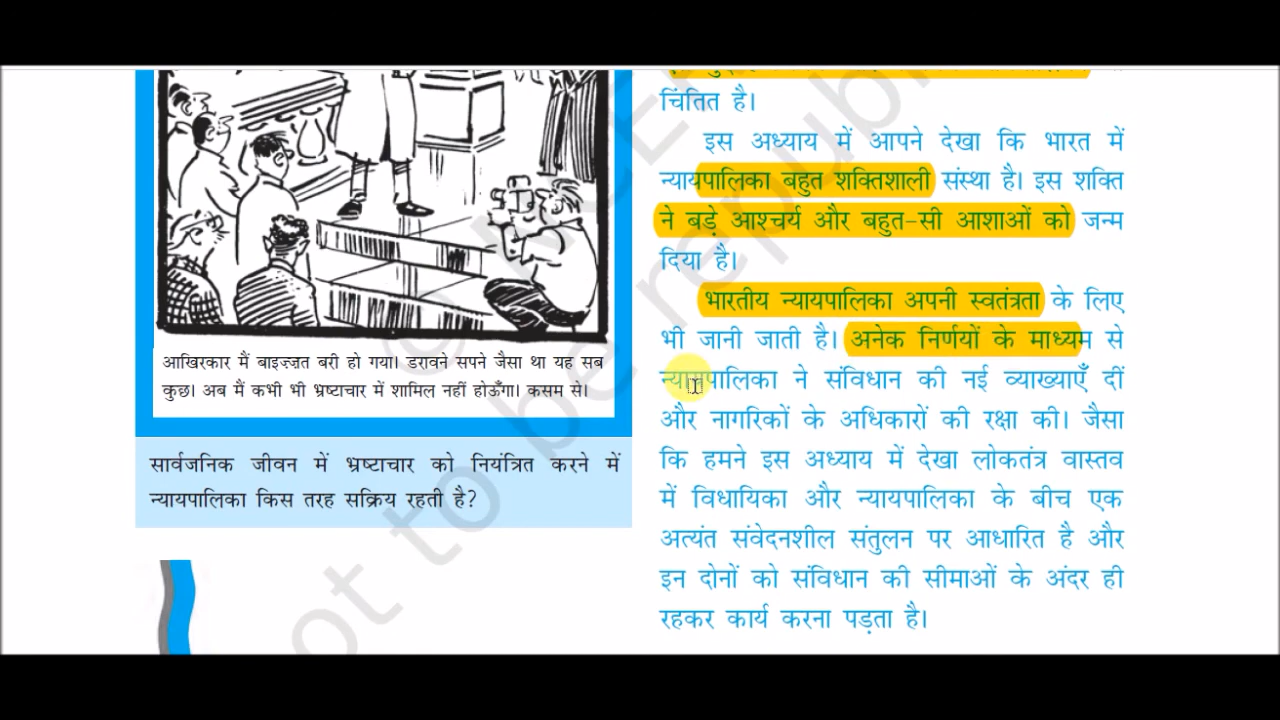 आखिरकार मैं बाइज़्ज़त बरी हो गया। डरावने सपने जैसा था यह सब
कुछ। अब मैं कभी भी भ्रष्टाचार में शामिल नहीं होऊँगा। कसम से।
सार्वजनिक जीवन में भ्रष्टाचार को नियंत्रित करने में
न्यायपालिका किस तरह सक्रिय रहती है?
चिंतित है।
इस अध्याय में आपने देखा कि भारत में
न्यायपालिका बहुत शक्तिशाली संस्था है। इस शक्ति
ने बड़े आश्चर्य और बहुत-सी आशाओं को जन्म
दिया है।
भारतीय न्यायपालिका अपनी स्वतंत्रता के लिए
भी जानी जाती है। अनेक निर्णयों के माध्यम से
न्यायपालिका ने संविधान की नई व्याख्याएँ दीं
और नागरिकों के अधिकारों की रक्षा की। जैसा
कि हमने इस अध्याय में देखा लोकतंत्र वास्तव
में विधायिका और न्यायपालिका के बीच एक
अत्यंत संवेदनशील संतुलन पर आधारित है और
इन दोनों को संविधान की सीमाओं के अंदर ही
रहकर कार्य करना पड़ता है।